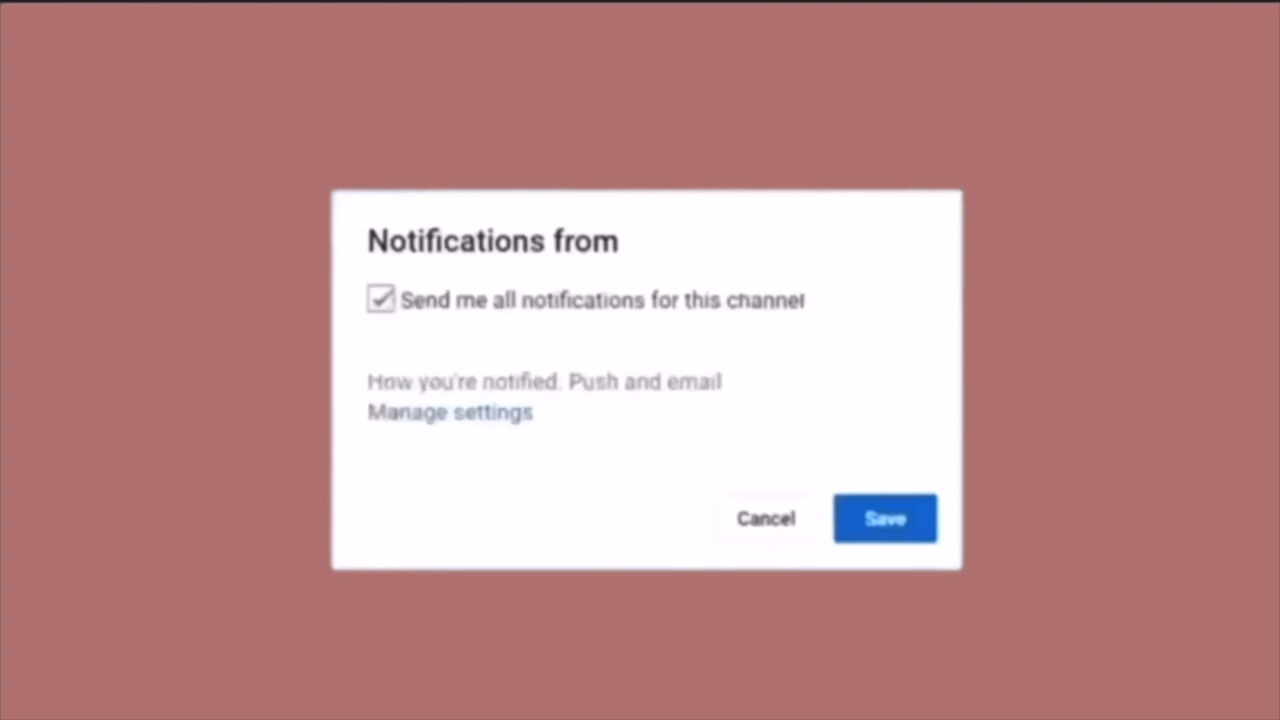 Notifications from
Send me all notifications for this channel
How you're notified: Push and email
Manage settings
Cancel
Save